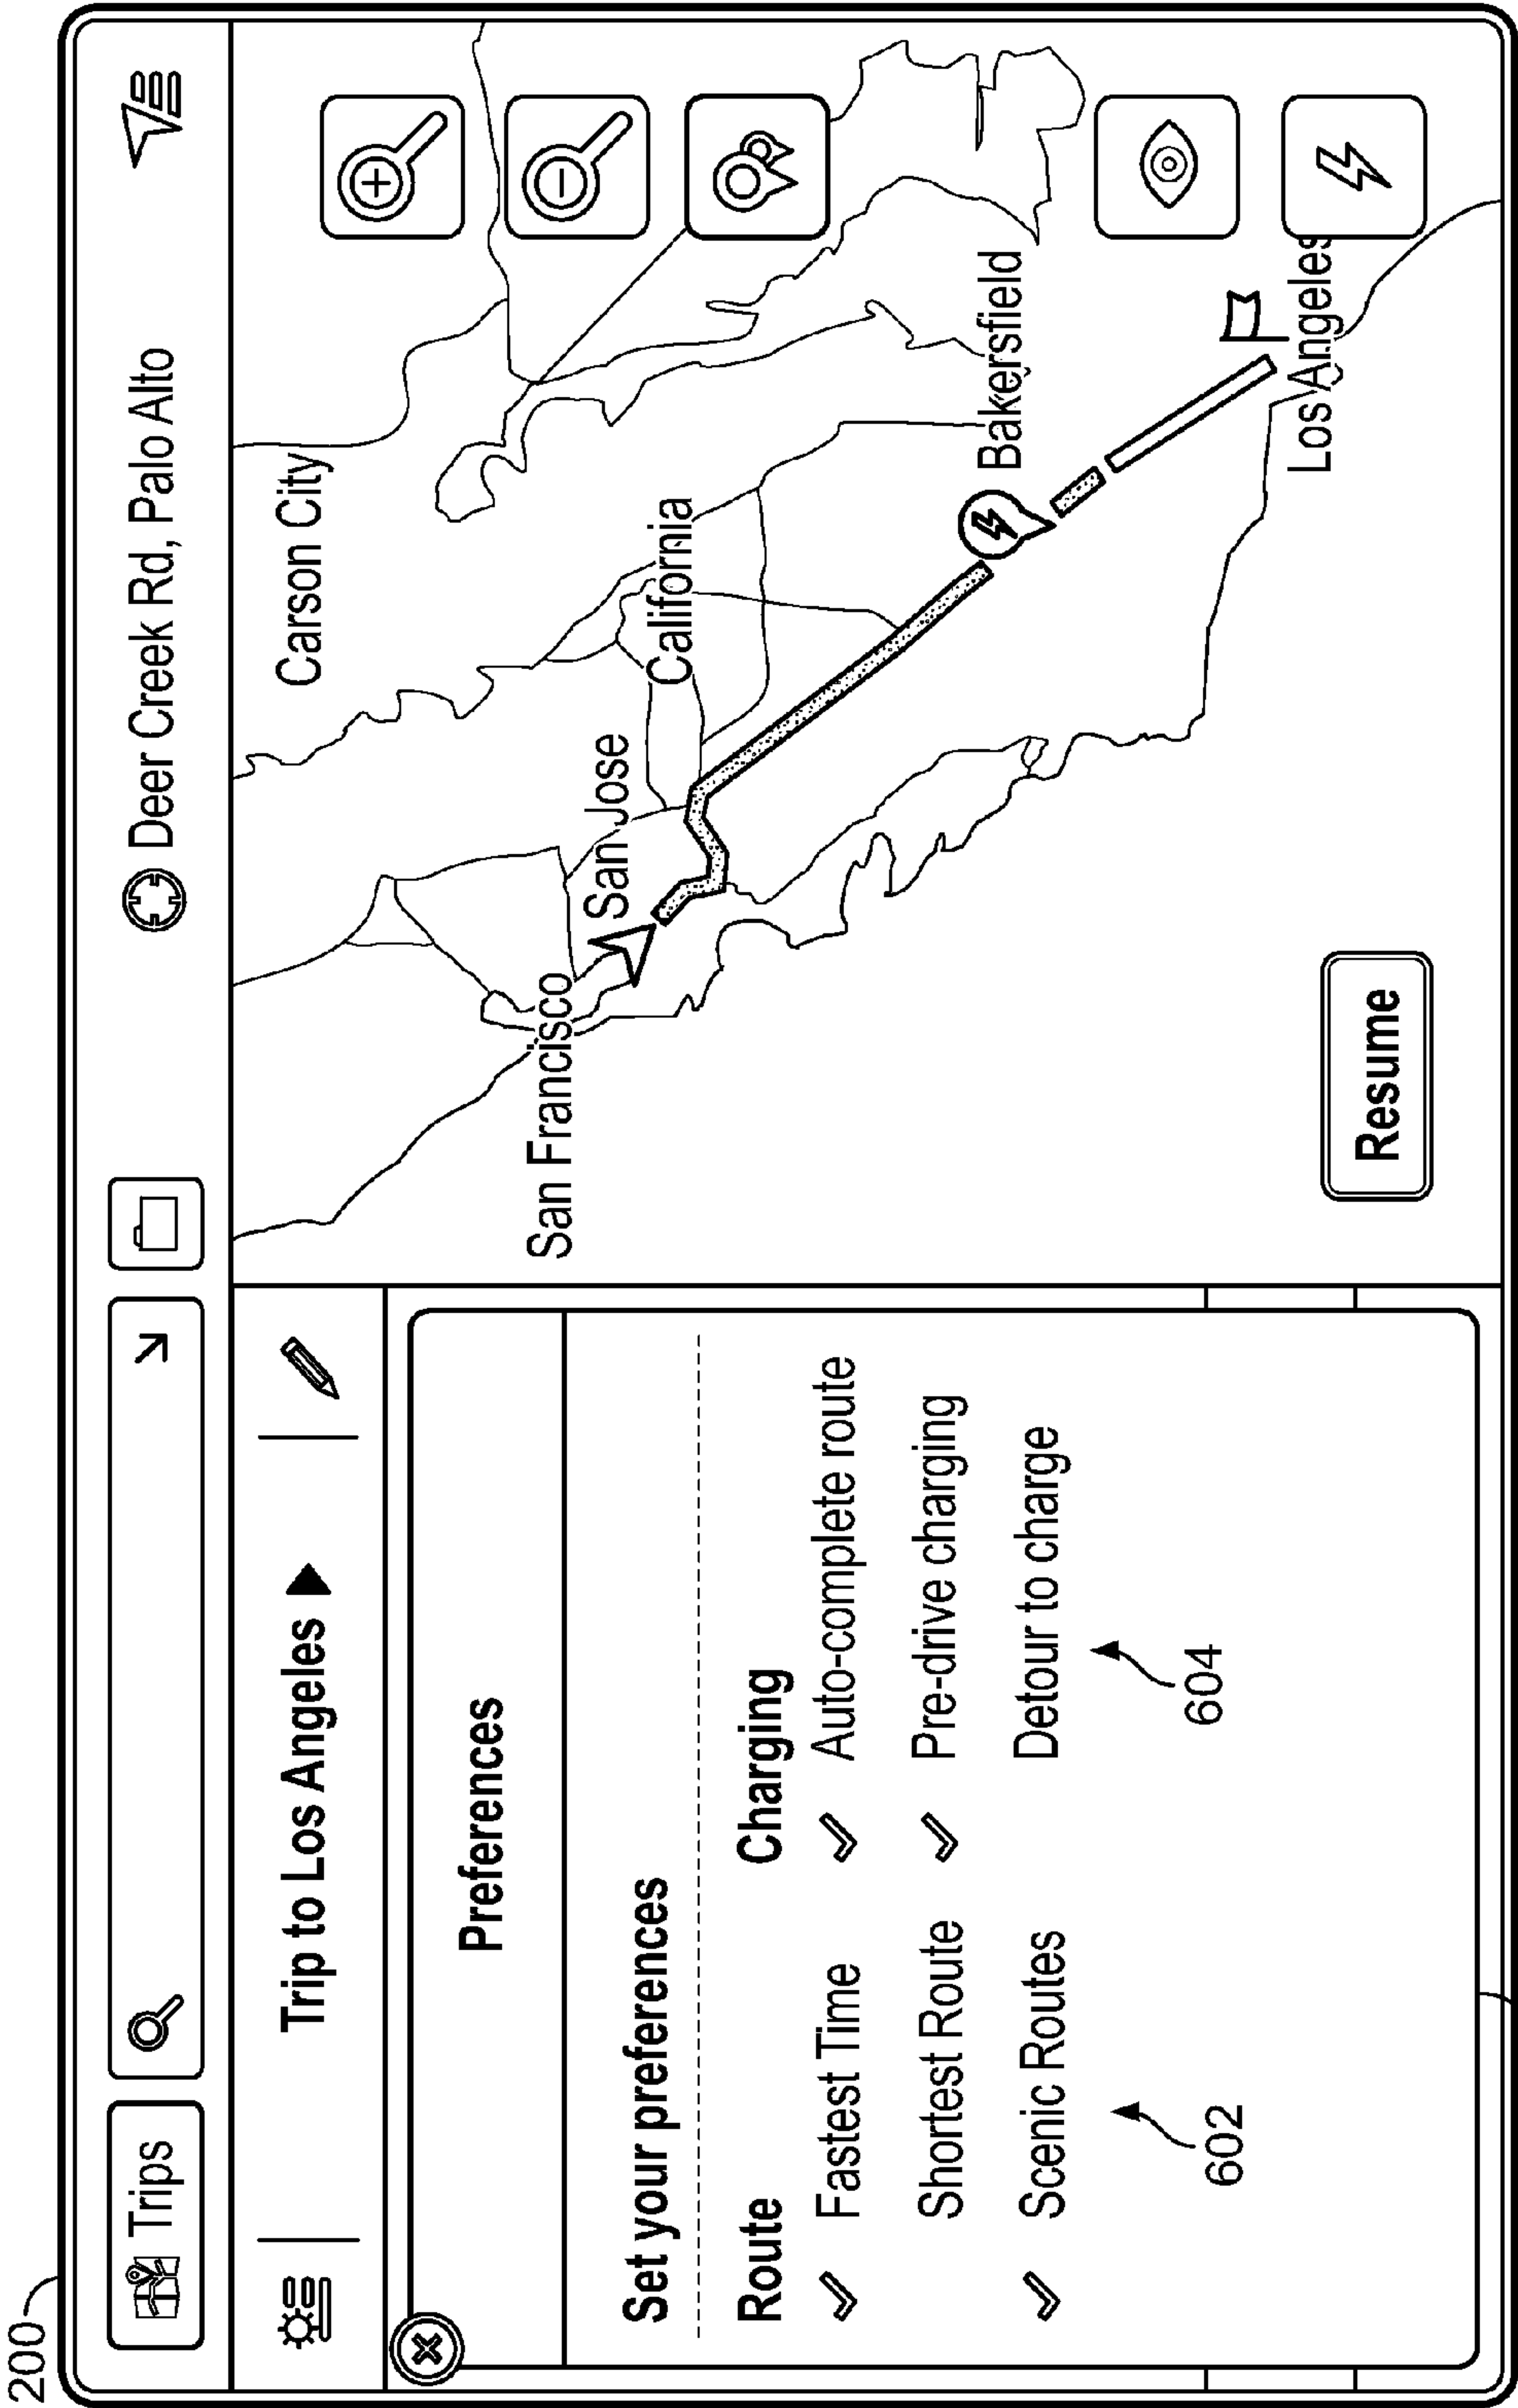 200
Trips
Deer Creek Rd, Palo Alto
Trip to Los Angeles
Preferences
Set your preferences
Route
Charging
Fastest Time
Auto-complete route
Shortest Route
Pre-drive charging
Scenic Routes
Detour to charge
602
604
Carson City
San Francisco
San Jose
California
Bakersfield
Los Angeles
Resume